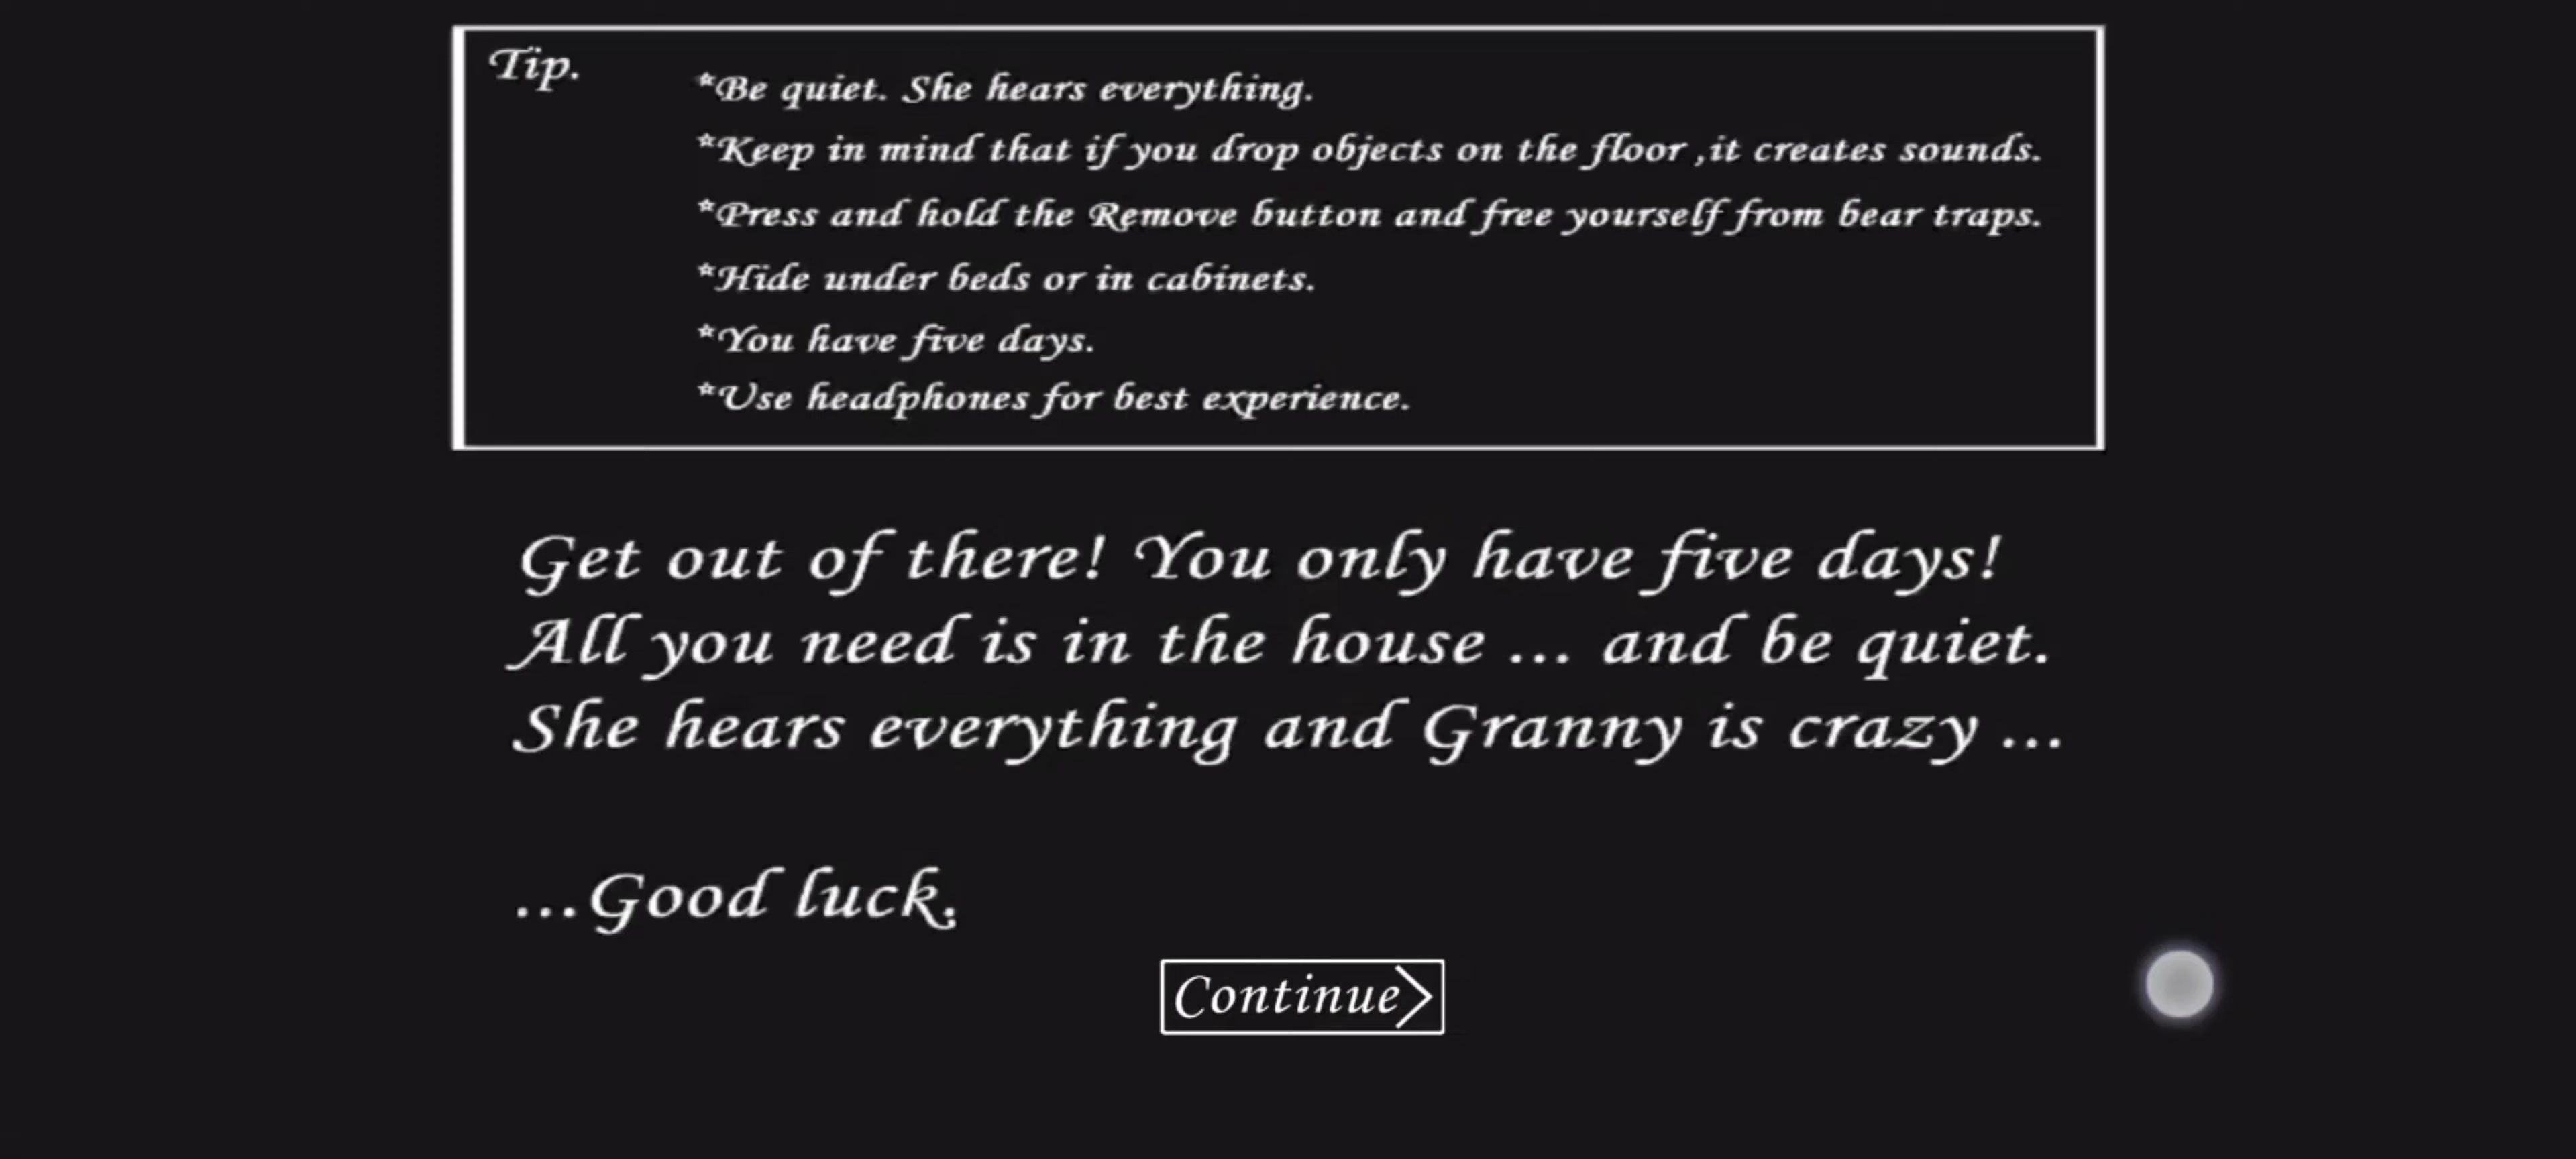 Tip.
*Be quiet. She hears everything.
*Keep in mind that if you drop objects on the floor ,it creates sounds.
*Press and hold the Remove button and free yourself from bear traps.
*Hide under beds or in cabinets.
*You have five days.
*Use headphones for best experience.
Get out of there! You only have five days!
All you need is in the house ... and be quiet.
She hears everything and Granny is crazy ...
...Good luck.
Continue>